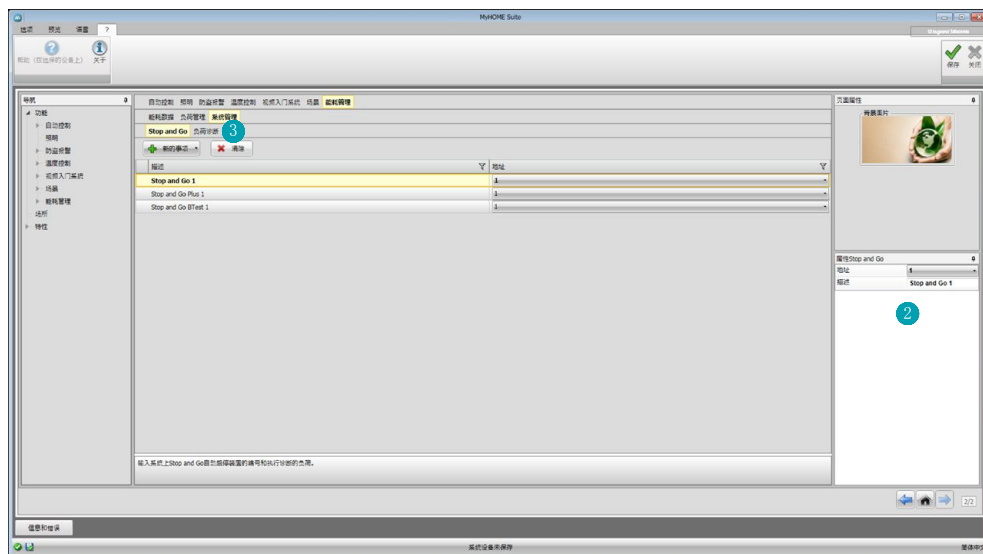 MyHOME Suite
选项 预览 语言 ?
帮助（在选择的设备上） 关于
保存 关闭
导航
功能
自动控制
照明
防盗报警
温度控制
视频入门系统
场景
能耗管理
场所
特性
自动控制 照明 防盗报警 温度控制 视频入门系统 场景 能耗管理
能耗数据 负荷管理 系统管理
Stop and Go 负荷诊断 3
新的事项 清除
描述 地址
Stop and Go 1 1
Stop and Go Plus 1 1
Stop and Go BTest 1 1
输入系统上Stop and Go自动启停装置的编号和执行诊断的负荷。
页面属性
背景图片
属性Stop and Go
地址 1
描述 Stop and Go 1
2
2/2
信息和错误
系统设备未保存
简体中文